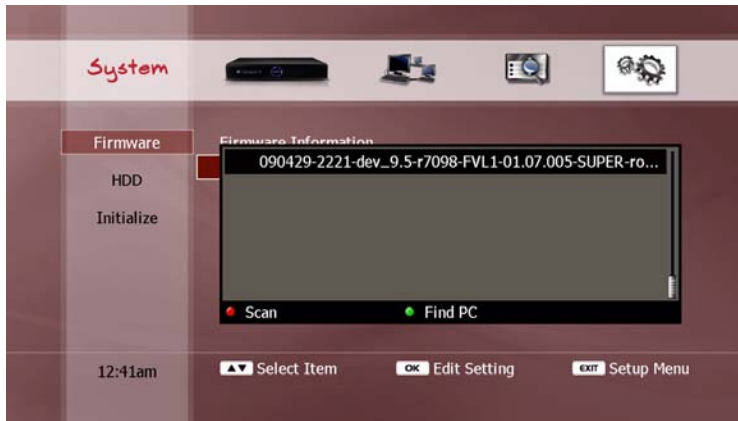 System
Firmware
Firmware Information
090429-2221-dev_9.5-r7098-FVL1-01.07.005-SUPER-ro...
HDD
Initialize
Scan
Find PC
12:41am
▲▼ Select Item
OK Edit Setting
EXIT Setup Menu